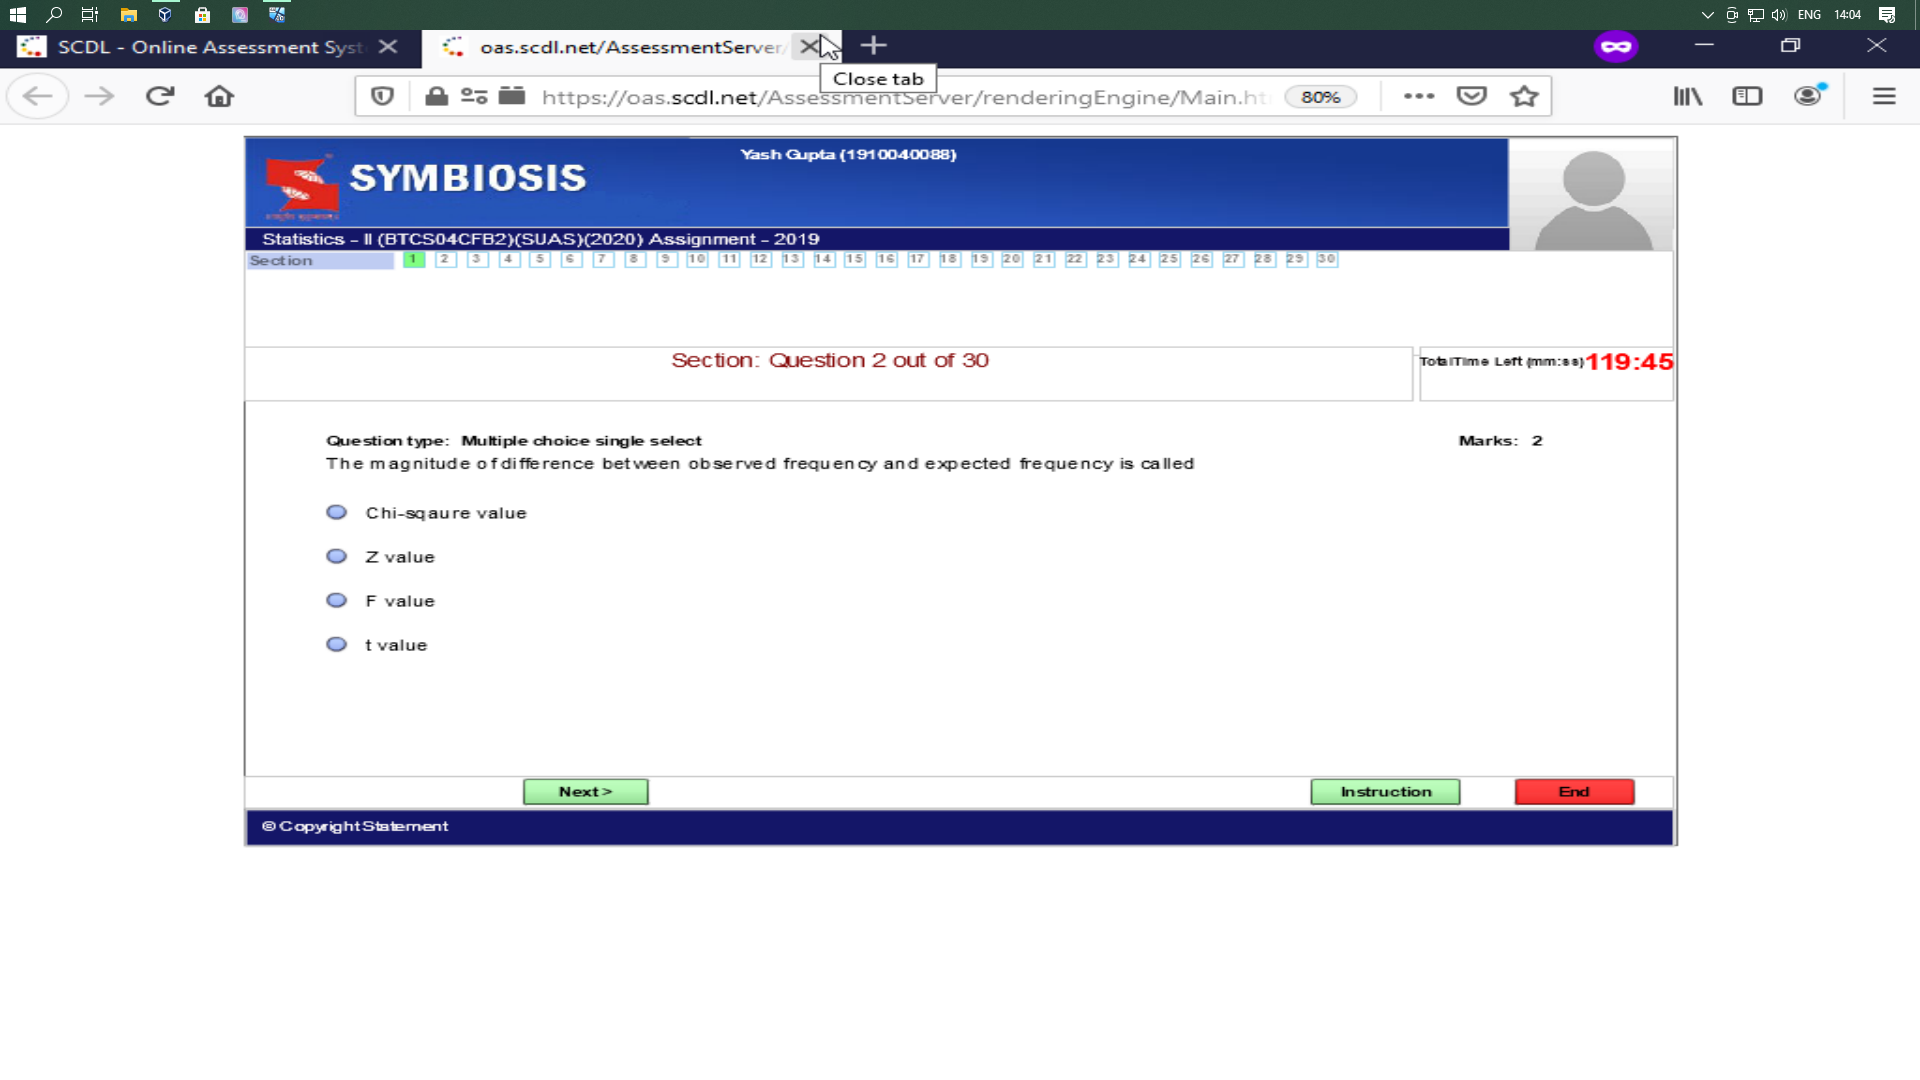 ENG 14:04
SCDL - Online Assessment Syst
oas.scdl.net/AssessmentServer/
Close tab
https://oas.scdl.net/AssessmentServer/renderingEngine/Main.ht
80%
Yash Gupta (1910040088)
SYMBIOSIS
Statistics - II (BTCS04CFB2)(SUAS)(2020) Assignment - 2019
Section 1 2 3 4 5 6 7 8 9 10 11 12 13 14 15 16 17 18 19 20 21 22 23 24 25 26 27 28 29 30
Section: Question 2 out of 30
Total Time Left (mm:ss) 119:45
Question type: Multiple choice single select
Marks: 2
The magnitude of difference between observed frequency and expected frequency is called
Chi-sqaure value
Z value
F value
t value
Next >
Instruction
End
© Copyright Statement